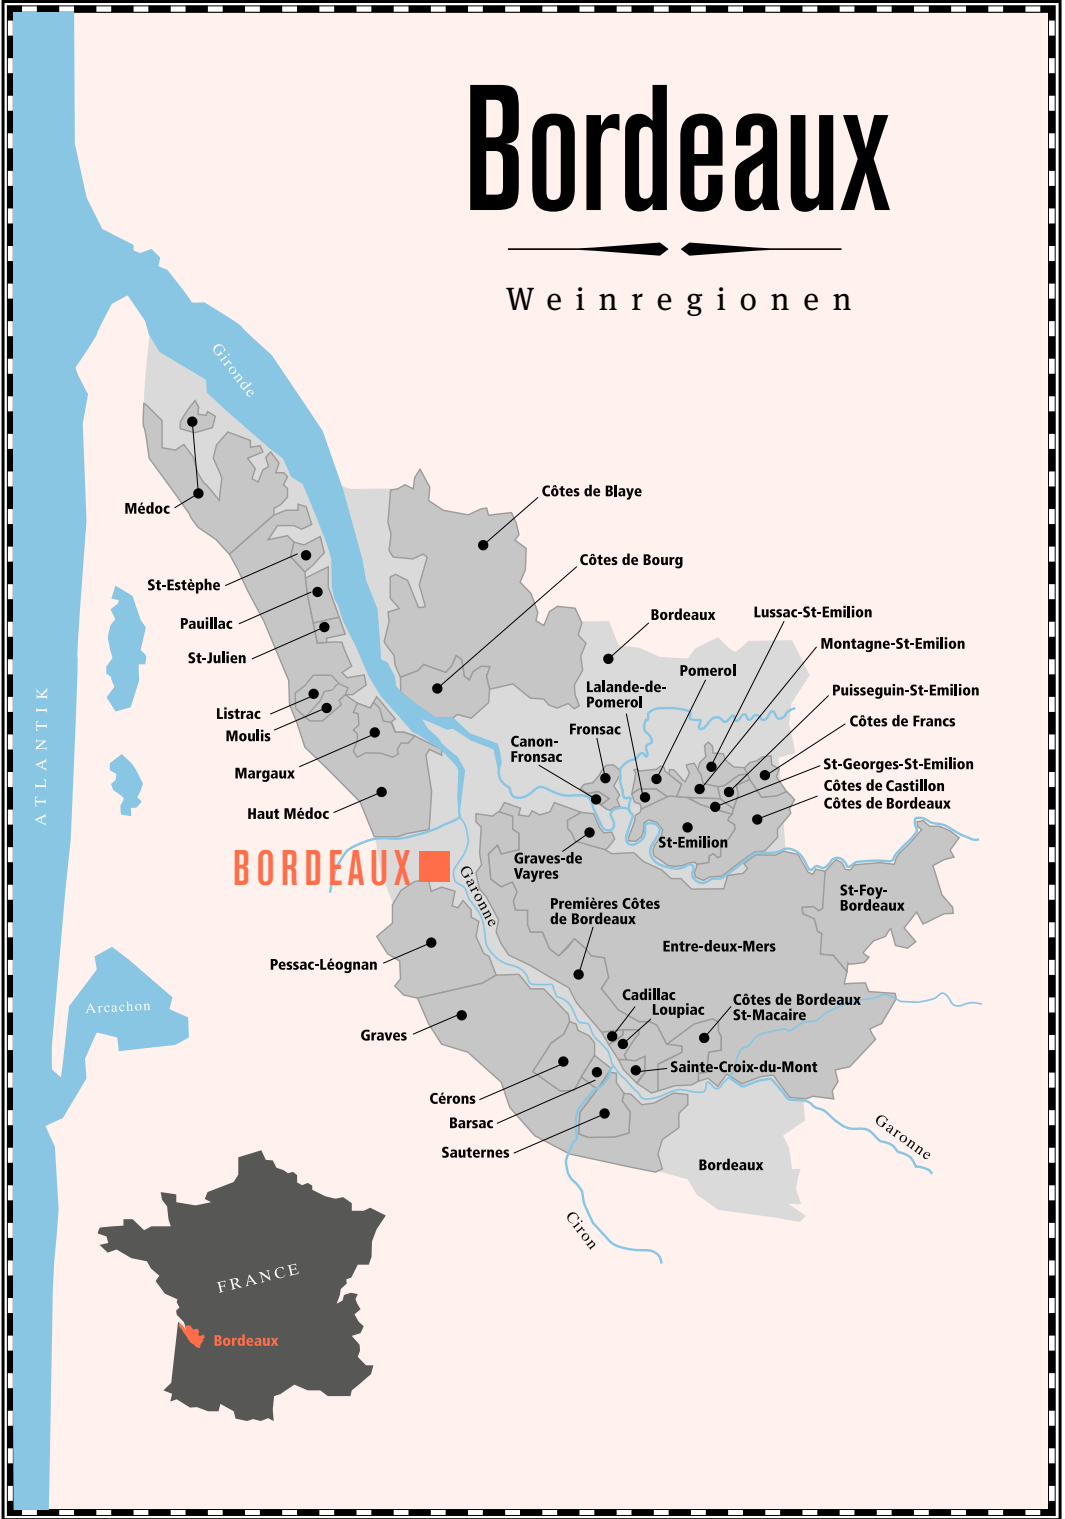 Bordeaux
Weinregionen
Gironde
ATLANTIK
Médoc
Côtes de Blaye
Côtes de Bourg
St-Estèphe
Pauillac
St-Julien
Bordeaux
Lussac-St-Emilion
Montagne-St-Emilion
Pomerol
Lalande-de-
Pomerol
Puisseguin-St-Emilion
Côtes de Francs
Fronsac
Canon-
Fronsac
Listrac
Moulis
Margaux
St-Georges-St-Emilion
Côtes de Castillon
Côtes de Bordeaux
Haut Médoc
St-Emilion
BORDEAUX
Graves-de
Vayres
Garonne
St-Foy-
Bordeaux
Premières Côtes
de Bordeaux
Entre-deux-Mers
Pessac-Léognan
Cadillac
Loupiac
Côtes de Bordeaux
St-Macaire
Arcachon
Graves
Sainte-Croix-du-Mont
Cérons
Barsac
Sauternes
Garonne
Bordeaux
Ciron
FRANCE
Bordeaux